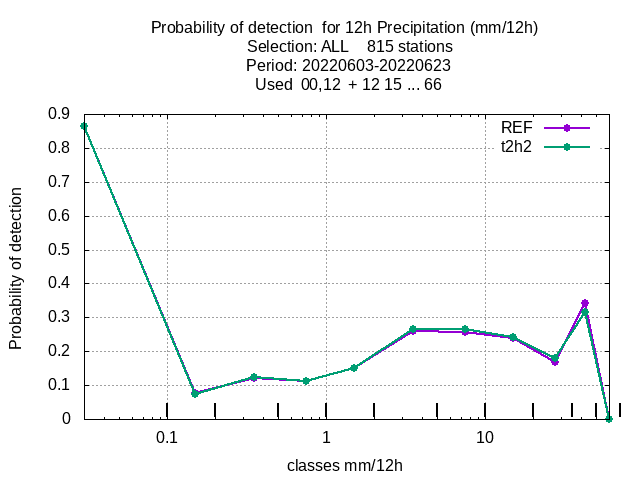 Probability of detection  for 12h Precipitation (mm/12h)
Selection: ALL    815 stations
Period: 20220603-20220623
Used  00,12  + 12 15 ... 66
REF
t2h2
0.9
0.8
0.7
0.6
0.5
0.4
0.3
0.2
0.1
0
Probability of detection
0.1 1 10
classes mm/12h